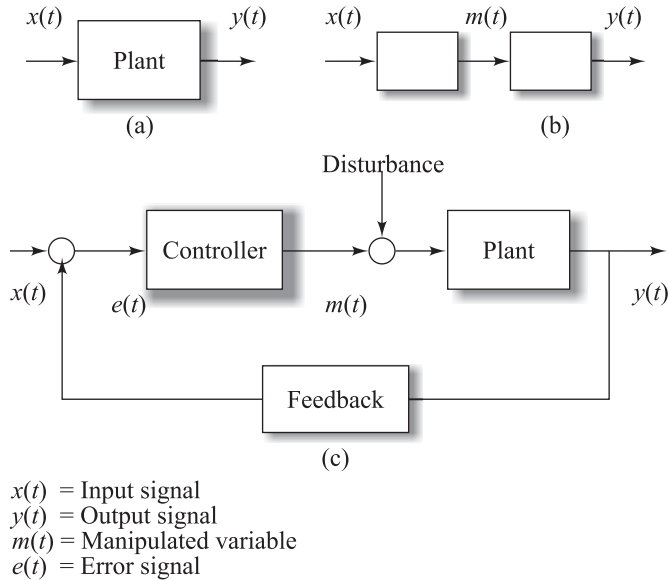 x(t) y(t) x(t) m(t) y(t)
Plant
(a) (b)
Disturbance
Controller Plant
x(t) e(t) m(t) y(t)
Feedback
(c)
x(t) = Input signal
y(t) = Output signal
m(t) = Manipulated variable
e(t) = Error signal